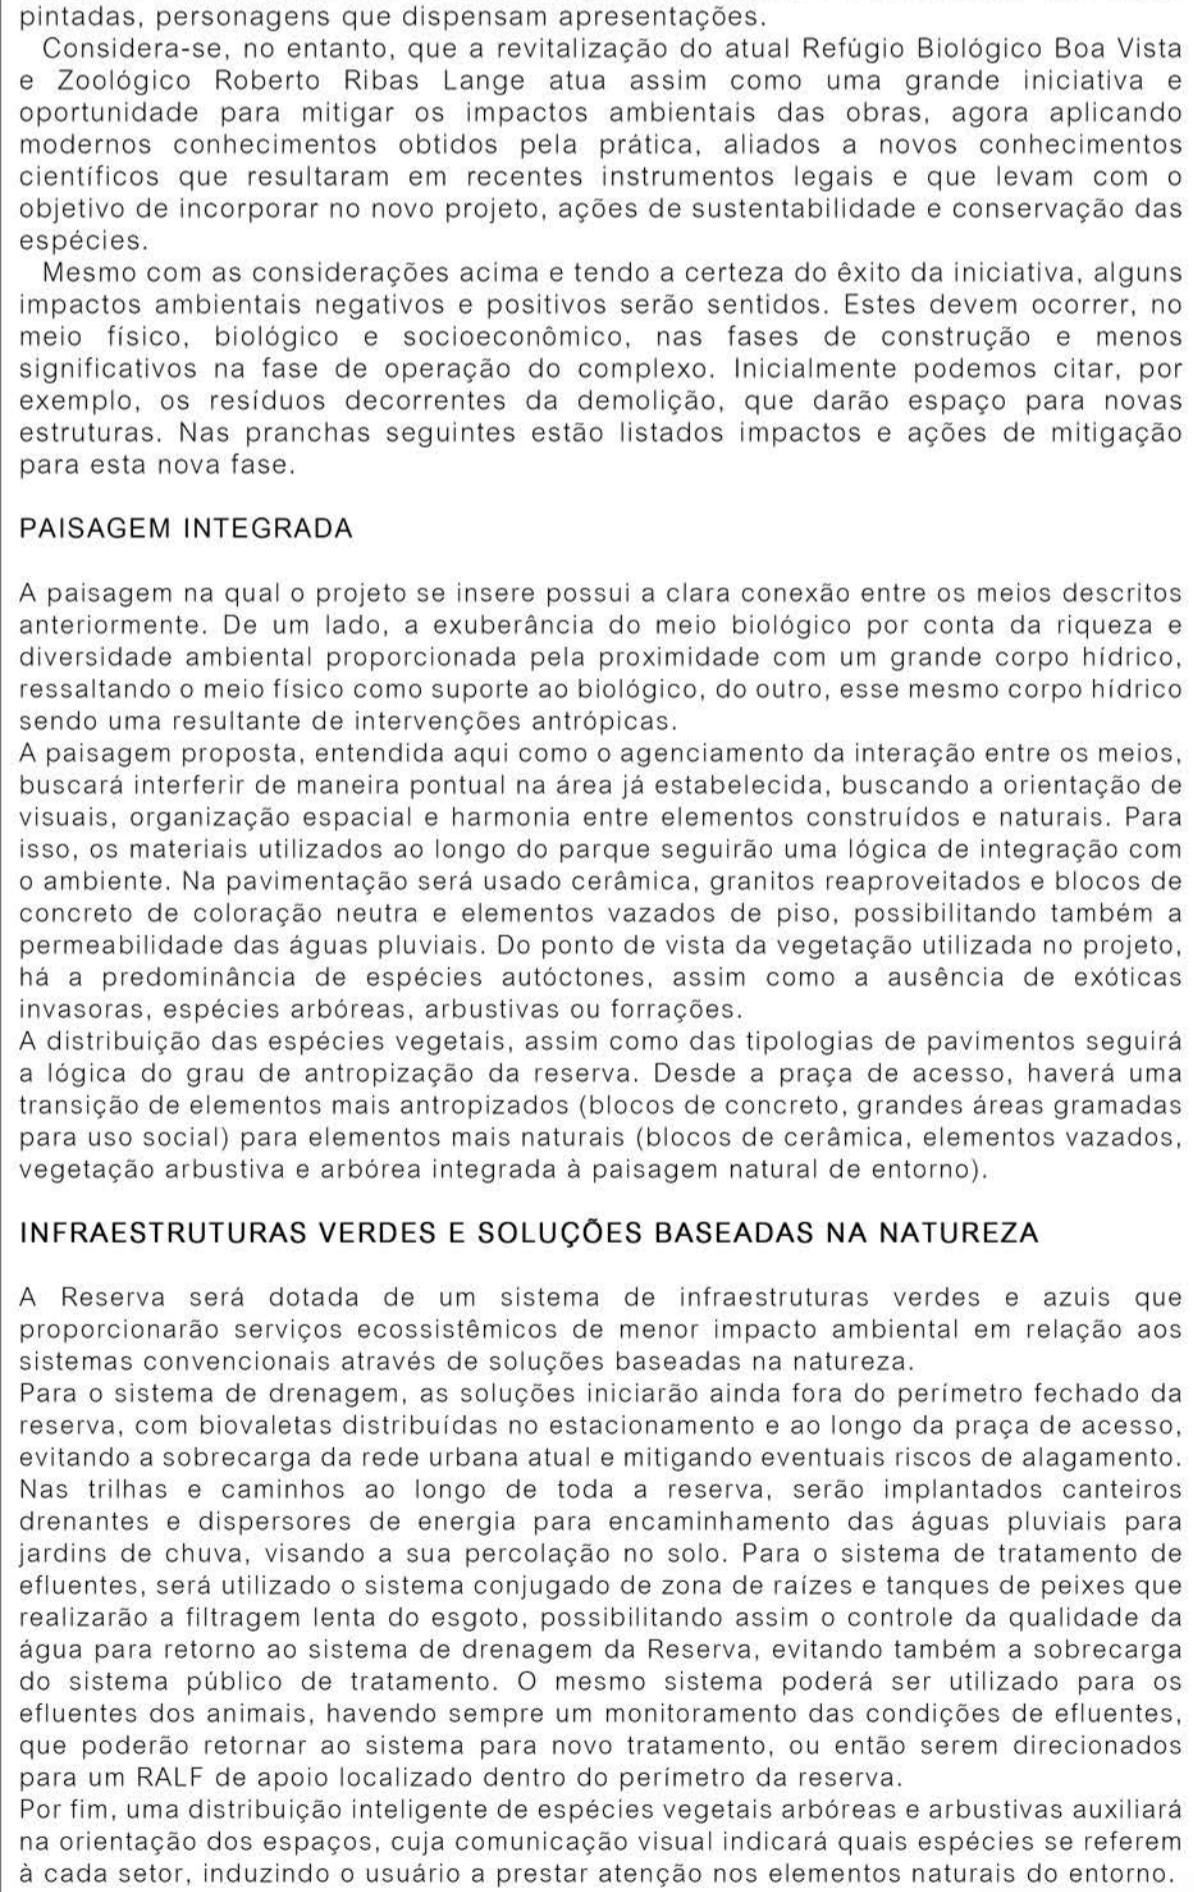 pintadas, personagens que dispensam apresentações.
Considera-se, no entanto, que a revitalização do atual Refúgio Biológico Boa Vista
e Zoológico Roberto Ribas Lange atua assim como uma grande iniciativa e
oportunidade para mitigar os impactos ambientais das obras, agora aplicando
modernos conhecimentos obtidos pela prática, aliados a novos conhecimentos
científicos que resultaram em recentes instrumentos legais e que levam com o
objetivo de incorporar no novo projeto, ações de sustentabilidade e conservação das
espécies.
Mesmo com as considerações acima e tendo a certeza do êxito da iniciativa, alguns
impactos ambientais negativos e positivos serão sentidos. Estes devem ocorrer, no
meio físico, biológico e socioeconômico, nas fases de construção e menos
significativos na fase de operação do complexo. Inicialmente podemos citar, por
exemplo, os resíduos decorrentes da demolição, que darão espaço para novas
estruturas. Nas pranchas seguintes estão listados impactos e ações de mitigação
para esta nova fase.
PAISAGEM INTEGRADA
A paisagem na qual o projeto se insere possui a clara conexão entre os meios descritos
anteriormente. De um lado, a exuberância do meio biológico por conta da riqueza e
diversidade ambiental proporcionada pela proximidade com um grande corpo hídrico,
ressaltando o meio físico como suporte ao biológico, do outro, esse mesmo corpo hídrico
sendo uma resultante de intervenções antrópicas.
A paisagem proposta, entendida aqui como o agenciamento da interação entre os meios,
buscará interferir de maneira pontual na área já estabelecida, buscando a orientação de
visuais, organização espacial e harmonia entre elementos construídos e naturais. Para
isso, os materiais utilizados ao longo do parque seguirão uma lógica de integração com
o ambiente. Na pavimentação será usado cerâmica, granitos reaproveitados e blocos de
concreto de coloração neutra e elementos vazados de piso, possibilitando também a
permeabilidade das águas pluviais. Do ponto de vista da vegetação utilizada no projeto,
há a predominância de espécies autóctones, assim como a ausência de exóticas
invasoras, espécies arbóreas, arbustivas ou forrações.
A distribuição das espécies vegetais, assim como das tipologias de pavimentos seguirá
a lógica do grau de antropização da reserva. Desde a praça de acesso, haverá uma
transição de elementos mais antropizados (blocos de concreto, grandes áreas gramadas
para uso social) para elementos mais naturais (blocos de cerâmica, elementos vazados,
vegetação arbustiva e arbórea integrada à paisagem natural de entorno).
INFRAESTRUTURAS VERDES E SOLUÇÕES BASEADAS NA NATUREZA
A Reserva será dotada de um sistema de infraestruturas verdes e azuis que
proporcionarão serviços ecossistêmicos de menor impacto ambiental em relação aos
sistemas convencionais através de soluções baseadas na natureza.
Para o sistema de drenagem, as soluções iniciarão ainda fora do perímetro fechado da
reserva, com biovaletas distribuídas no estacionamento e ao longo da praça de acesso,
evitando a sobrecarga da rede urbana atual e mitigando eventuais riscos de alagamento.
Nas trilhas e caminhos ao longo de toda a reserva, serão implantados canteiros
drenantes e dispersores de energia para encaminhamento das águas pluviais para
jardins de chuva, visando a sua percolação no solo. Para o sistema de tratamento de
efluentes, será utilizado o sistema conjugado de zona de raízes e tanques de peixes que
realizarão a filtragem lenta do esgoto, possibilitando assim o controle da qualidade da
água para retorno ao sistema de drenagem da Reserva, evitando também a sobrecarga
do sistema público de tratamento. O mesmo sistema poderá ser utilizado para os
efluentes dos animais, havendo sempre um monitoramento das condições de efluentes,
que poderão retornar ao sistema para novo tratamento, ou então serem direcionados
para um RALF de apoio localizado dentro do perímetro da reserva.
Por fim, uma distribuição inteligente de espécies vegetais arbóreas e arbustivas auxiliará
na orientação dos espaços, cuja comunicação visual indicará quais espécies se referem
à cada setor, induzindo o usuário a prestar atenção nos elementos naturais do entorno.